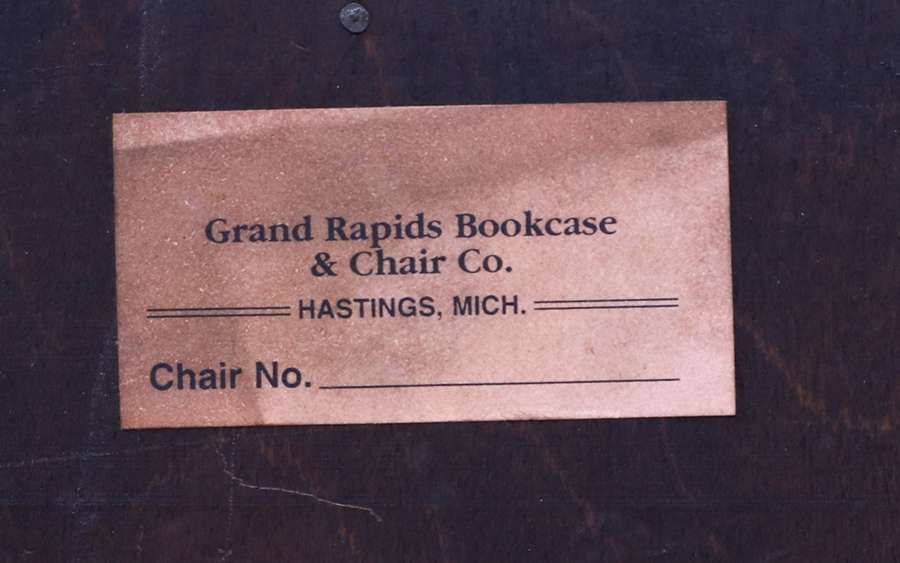 Grand Rapids Bookcase
& Chair Co.
HASTINGS, MICH.
Chair No.